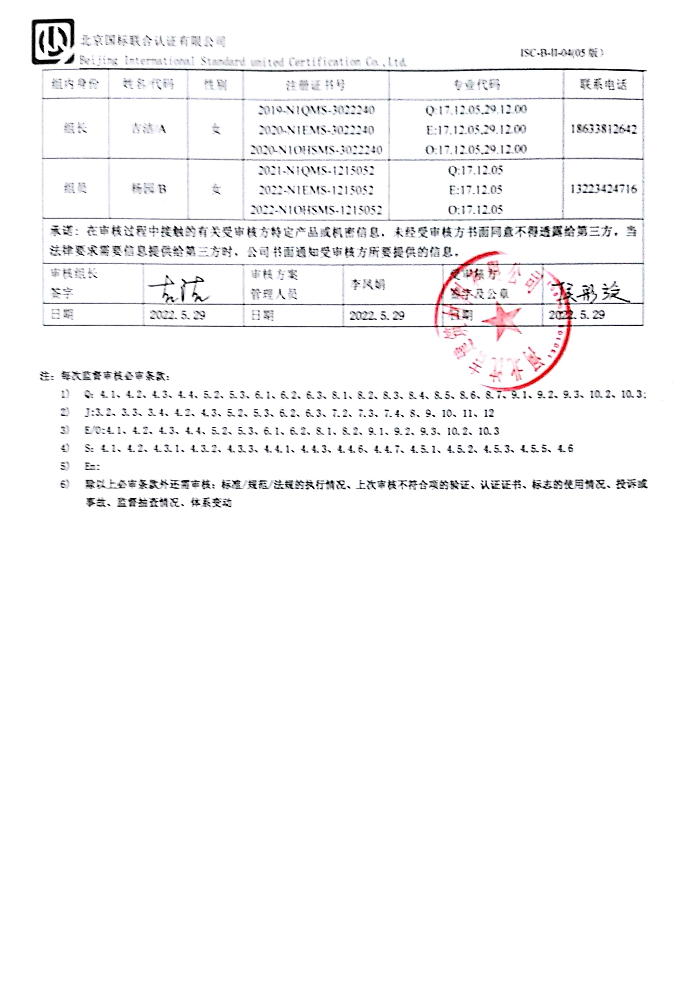 北京国标联合认证有限公司
Beijing International Standard united Certification Co.,Ltd.
ISC-B-II-04(05 版)
组内身份 姓名/代码 性别 注册证书号 专业代码 联系电话
组长 吉洁/A 女 2019-N1QMS-3022240 Q:17.12.05,29.12.00 18633812642
2020-N1EMS-3022240 E:17.12.05,29.12.00
2020-N1OHSMS-3022240 O:17.12.05,29.12.00
组员 杨园/B 女 2021-N1QMS-1215052 Q:17.12.05 13223424716
2022-N1EMS-1215052 E:17.12.05
2022-N1OHSMS-1215052 O:17.12.05
承诺：在审核过程中接触的有关受审核方特定产品或机密信息，未经受审核方书面同意不得透露给第三方。当
法律要求需要信息提供给第三方时，公司书面通知受审核方所要提供的信息。
审核组长 签字 吉洁 审核方案 管理人员 李凤娟 受审核方 签字及公章
日期 2022.5.29 日期 2022.5.29 日期 2022.5.29
注：每次监督审核必审条款：
1) Q: 4.1、4.2、4.3、4.4、5.2、5.3、6.1、6.2、6.3、8.1、8.2、8.3、8.4、8.5、8.6、8.7、9.1、9.2、9.3、10.2、10.3;
2) J:3.2、3.3、3.4、4.2、4.3、5.2、5.3、6.2、6.3、7.2、7.3、7.4、8、9、10、11、12
3) E/O:4.1、4.2、4.3、4.4、5.2、5.3、6.1、6.2、8.1、8.2、9.1、9.2、9.3、10.2、10.3
4) S: 4.1、4.2、4.3.1、4.3.2、4.3.3、4.4.1、4.4.3、4.4.6、4.4.7、4.5.1、4.5.2、4.5.3、4.5.5、4.6
5) En:
6) 除以上必审条款外还需审核：标准/规范/法规的执行情况、上次审核不符合项的验证、认证证书、标志的使用情况、投诉或
事故、监督抽查情况、体系变动